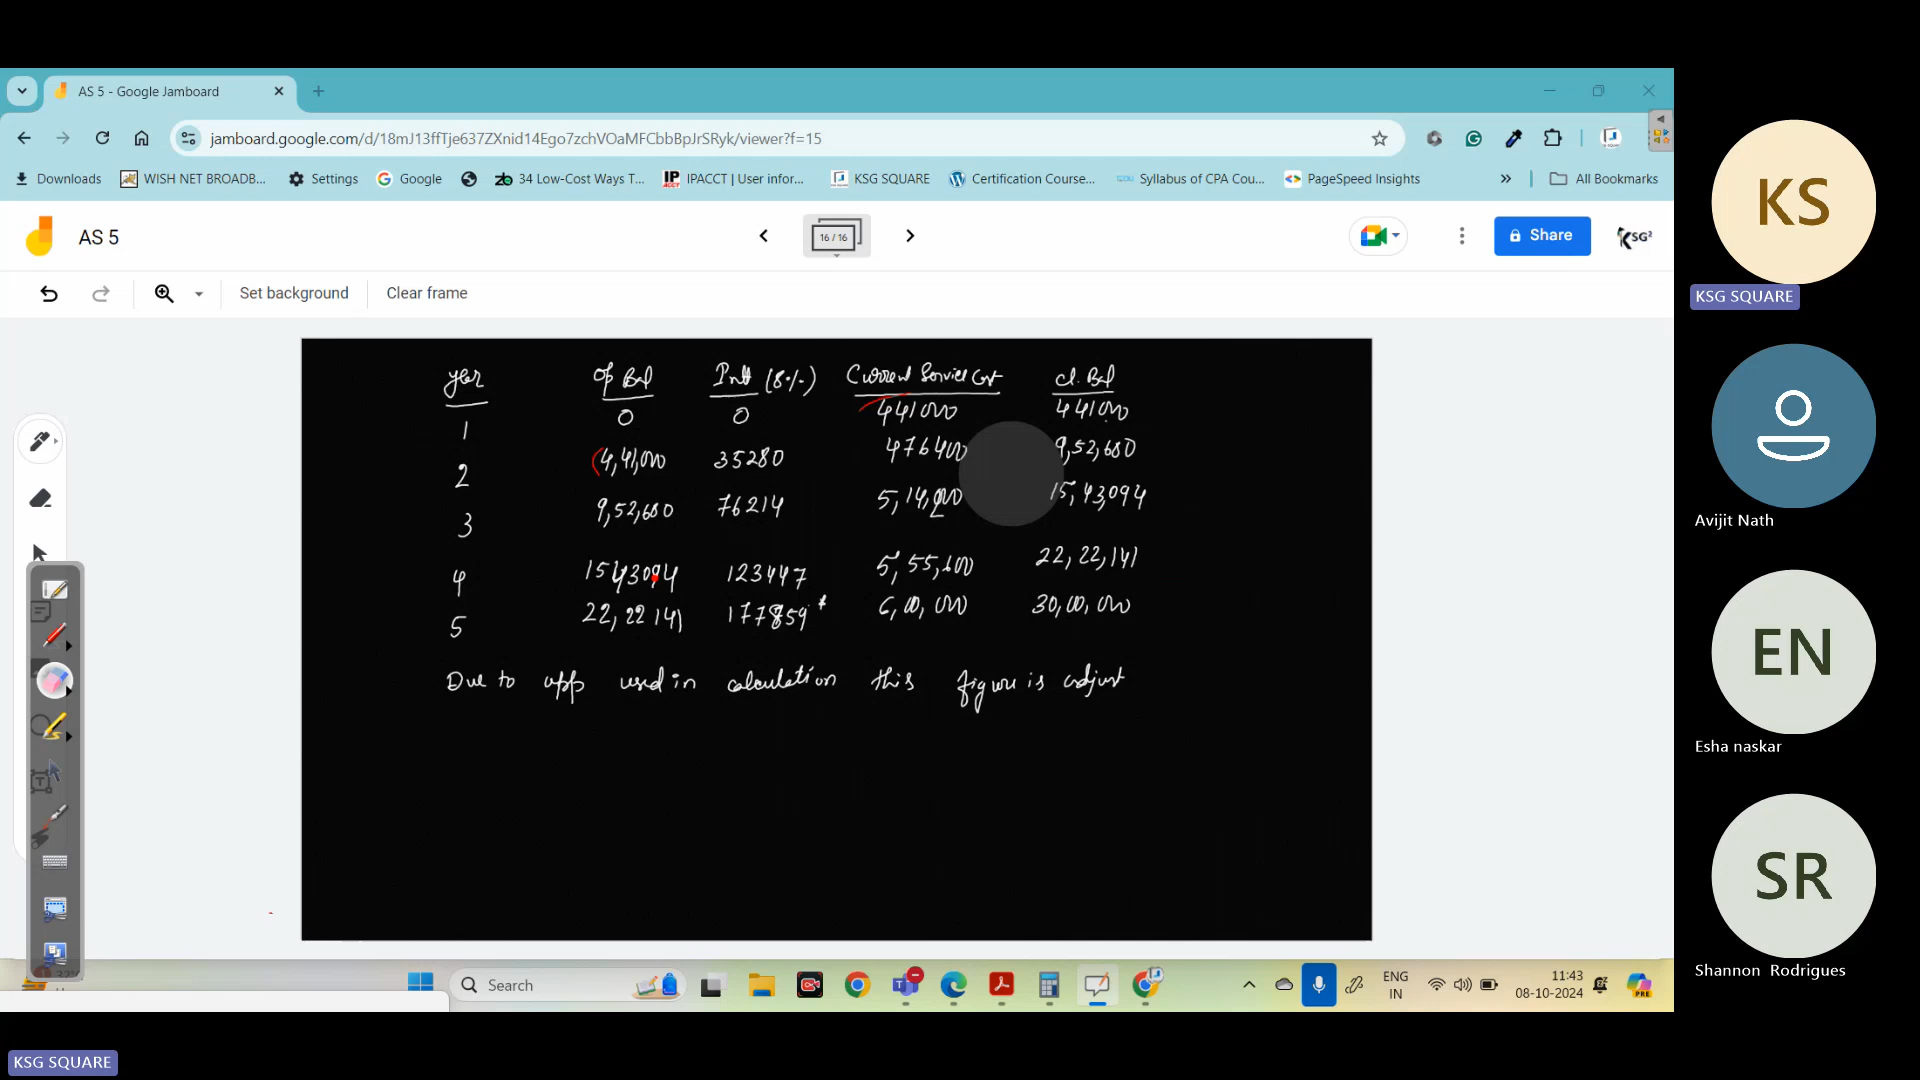 AS 5 - Google Jamboard
jamboard.google.com/d/18mJ13ffTje637ZXnid14Ego7zchVOaMFCbbBpJrSRyk/viewer?f=15
Downloads WISH NET BROADB... Settings Google 34 Low-Cost Ways T... IP IPACCT | User infor... KSG SQUARE Certification Course... Syllabus of CPA Cou... PageSpeed Insights » All Bookmarks
AS 5 16 / 16 Share KSG²
Set background Clear frame
year Op Bal Int (8%) Current Service Cost Cl. Bal
1 0 0 441000 441000
2 4,41,000 35280 476400 9,52,680
3 9,52,680 76214 5,14,000 15,43,094
4 1543094 123447 5,55,600 22,22,141
5 22,22 141 177859* 6,00,000 30,00,000
Due to app used in calculation this figure is adjust
KS
KSG SQUARE
Avijit Nath
EN
Esha naskar
SR
Shannon Rodrigues
Search ENG IN 11:43 08-10-2024 PRE
KSG SQUARE